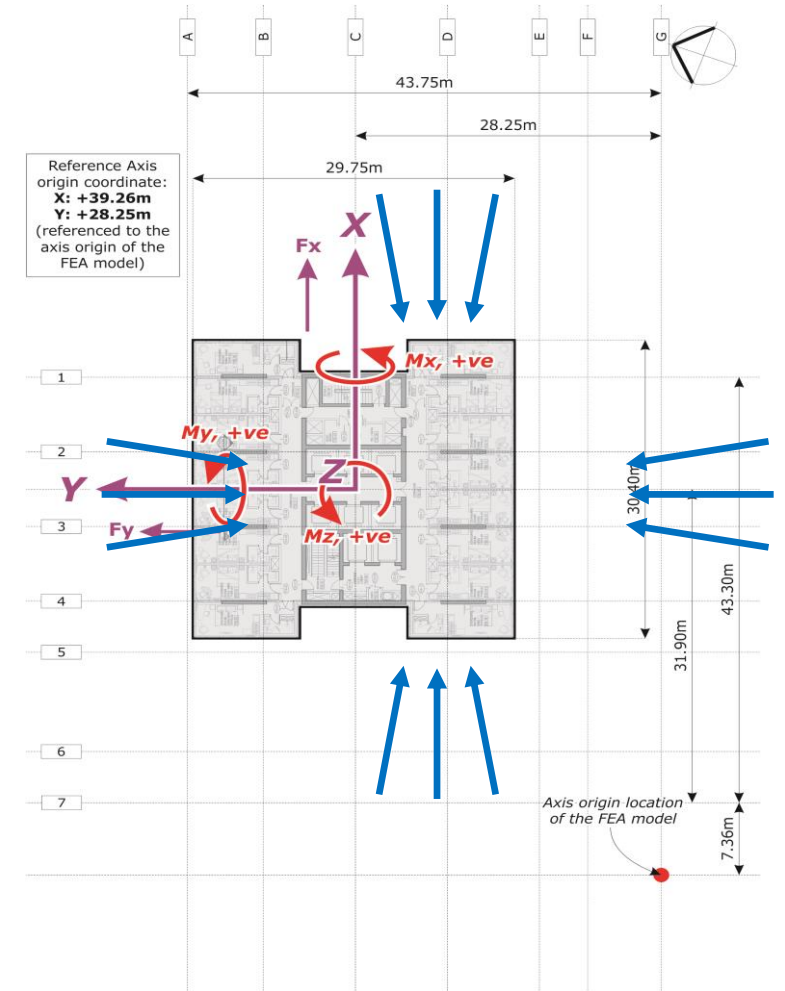 A
B
C
D
E
F
G
43.75m
28.25m
29.75m
Reference Axis
origin coordinate:
X: +39.26m
Y: +28.25m
(referenced to the
axis origin of the
FEA model)
X
Fx
Mx, +ve
1
My, +ve
2
Z
Y
30.40m
3
Fy
Mz, +ve
4
43.30m
31.90m
5
6
7
Axis origin location
of the FEA model
7.36m